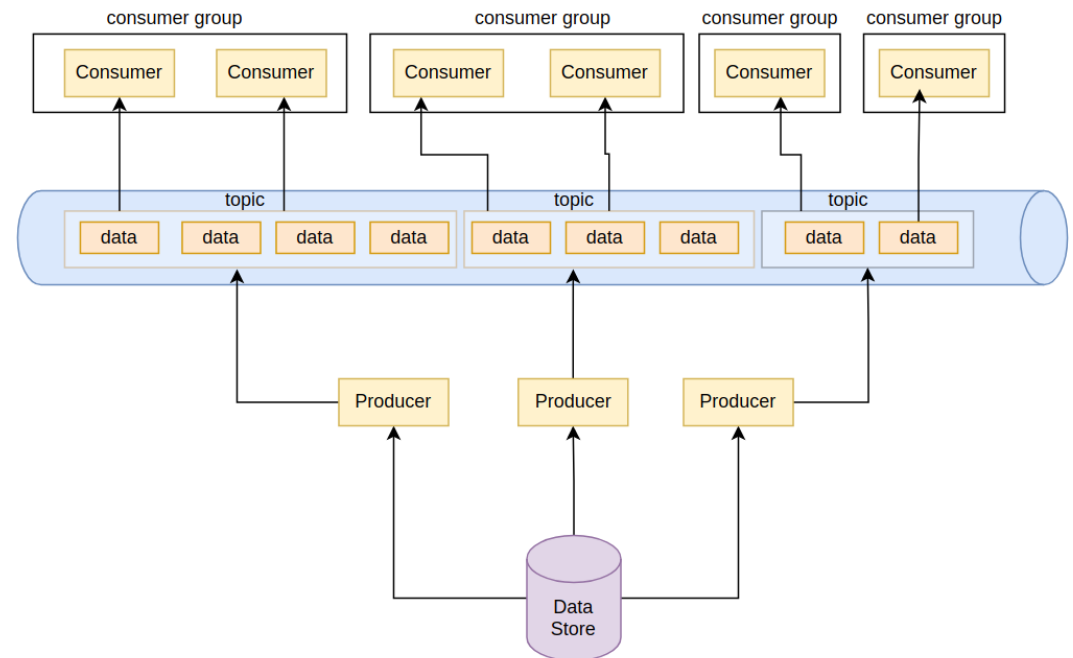 consumer group
consumer group
consumer group
consumer group
Consumer
Consumer
Consumer
Consumer
Consumer
Consumer
topic
topic
topic
data
data
data
data
data
data
data
data
data
Producer
Producer
Producer
Data
Store